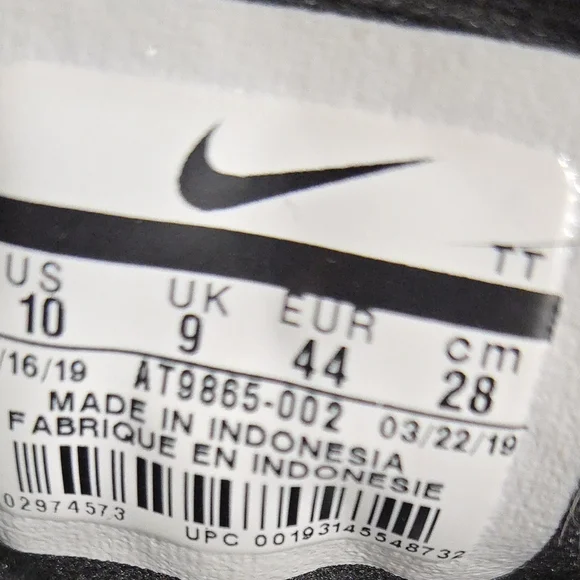 TT
US UK EUR cm
10 9 44 28
/16/19 AT9865-002 03/22/19
MADE IN INDONESIA
FABRIQUE EN INDONESIE
02974573 UPC 00193145548732